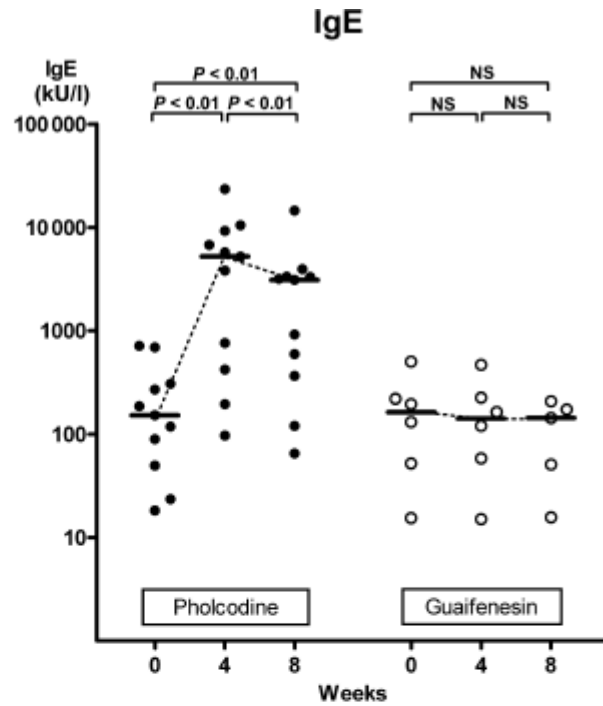 IgE
IgE
(kU/l)
P < 0.01
NS
P < 0.01 P < 0.01
NS NS
100 000
10 000
1000
100
10
Pholcodine
Guaifenesin
0 4 8 0 4 8
Weeks